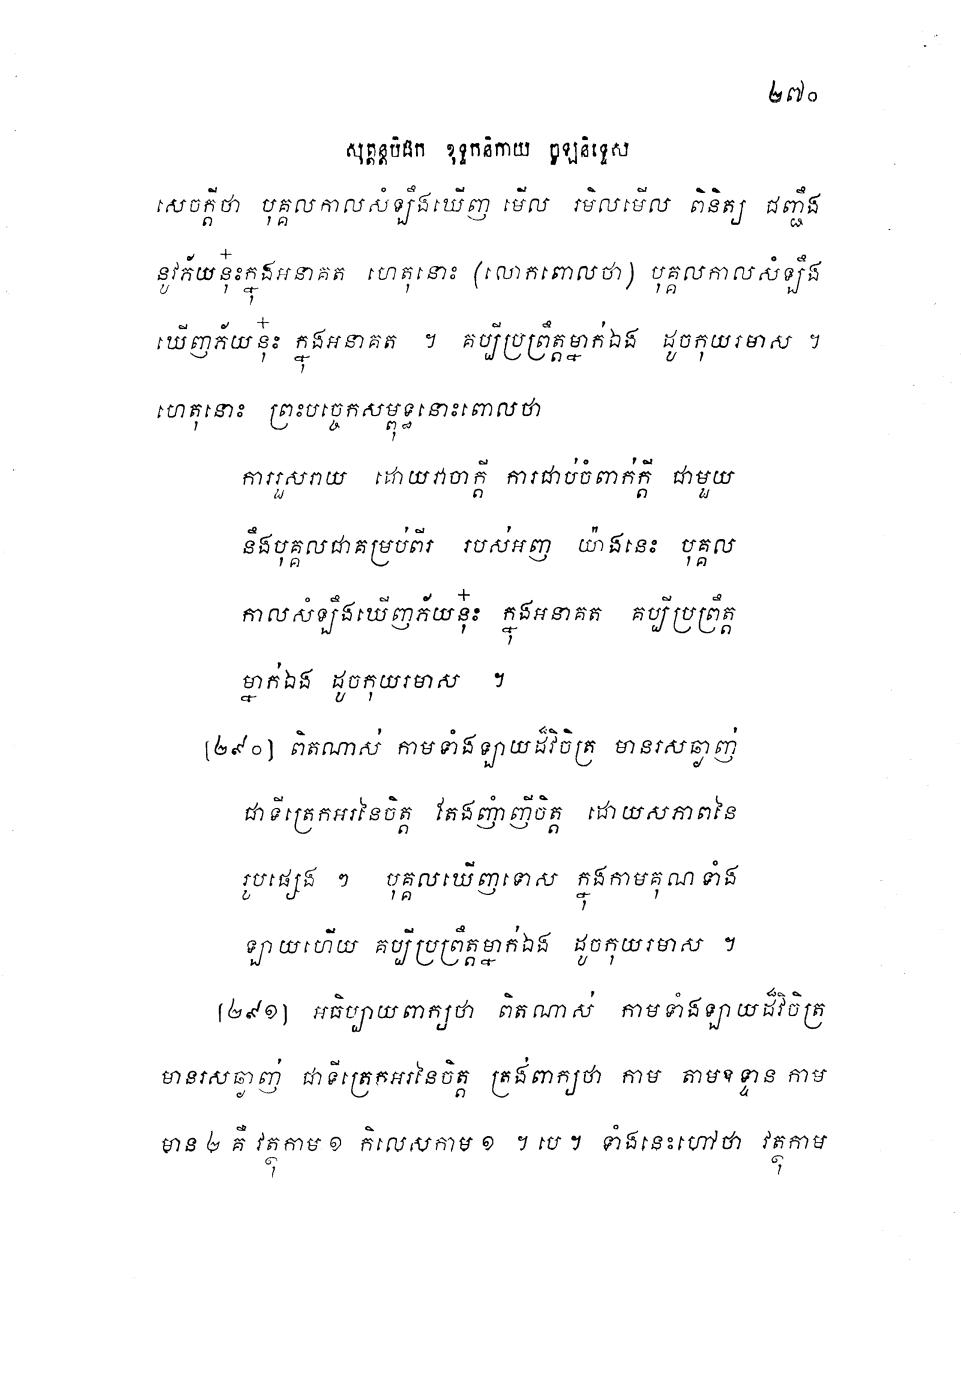 ២៧០
សុត្តន្តបិដក ខុទ្ទកនិកាយ ចូឡនិទ្ទេស
សេចក្តីថា បុគ្គលកាលសំឡឹងឃើញ មើល រមិលមើល ពិនិត្យ ជញ្ជឹង
នូវភ័យនុ៎ះក្នុងអនាគត ហេតុនោះ (លោកពោលថា) បុគ្គលកាលសំឡឹង
ឃើញភ័យនុ៎ះ ក្នុងអនាគត ។ គប្បីប្រព្រឹត្តម្នាក់ឯង ដូចកុយរមាស ។
ហេតុនោះ ព្រះបច្ចេកសម្ពុទ្ធនោះពោលថា
ការរួសរាយ ដោយវាចាក្តី ការជាប់ចំពាក់ក្តី ជាមួយ
នឹងបុគ្គលជាគម្រប់ពីរ របស់អញ យ៉ាងនេះ បុគ្គល
កាលសំឡឹងឃើញភ័យនុ៎ះ ក្នុងអនាគត គប្បីប្រព្រឹត្ត
ម្នាក់ឯង ដូចកុយរមាស ។
[២៩០] ពិតណាស់ កាមទាំងឡាយដ៏វិចិត្រ មានរសឆ្ងាញ់
ជាទីត្រេកអរនៃចិត្ត តែងញុំាញីចិត្ត ដោយសភាពនៃ
រូបផ្សេង ៗ បុគ្គលឃើញទោស ក្នុងកាមគុណទាំង
ឡាយហើយ គប្បីប្រព្រឹត្តម្នាក់ឯង ដូចកុយរមាស ។
[២៩១] អធិប្បាយពាក្យថា ពិតណាស់ កាមទាំងឡាយដ៏វិចិត្រ
មានរសឆ្ងាញ់ ជាទីត្រេកអរនៃចិត្ត ត្រង់ពាក្យថា កាម តាមឧទ្ទាន កាម
មាន ២ គឺ វត្ថុកាម ១ កិលេសកាម ១ ។ បេ ។ ទាំងនេះហៅថា វត្ថុកាម